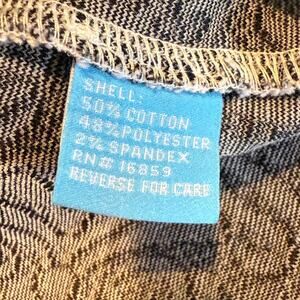 SHELL:
50% COTTON
48% POLYESTER
2% SPANDEX
RN# 16859
REVERSE FOR CARE